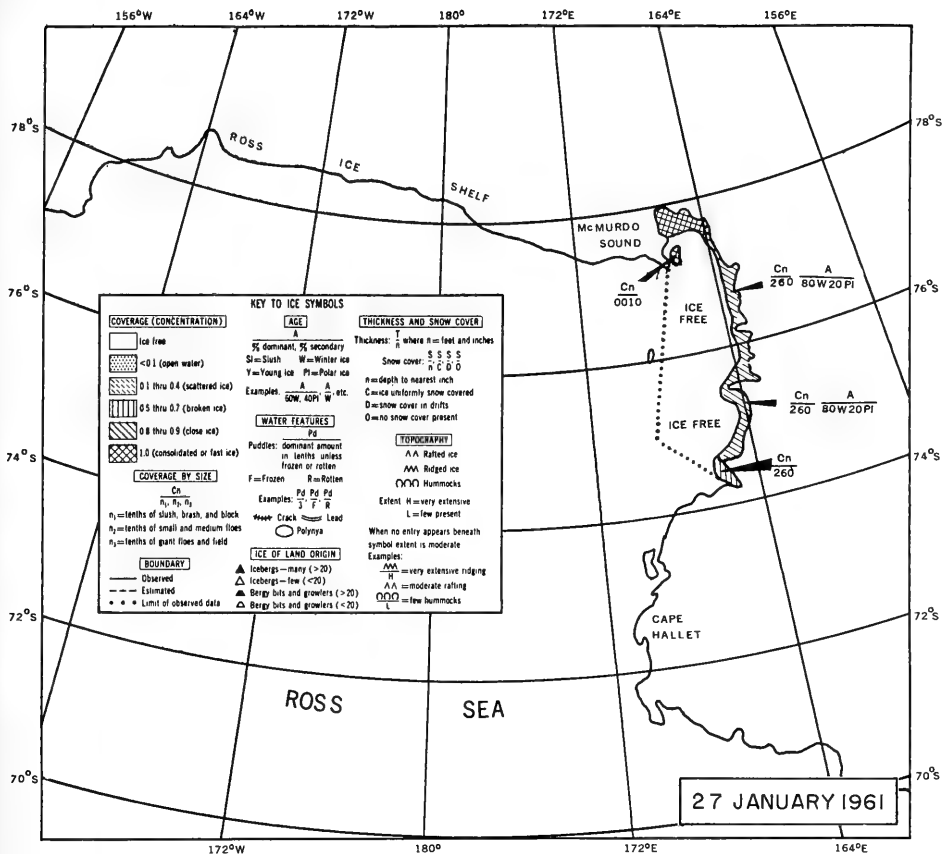 156°W 164°W 172°W 180° 172°E 164°E 156°E
78°S
78°S
ROSS
ICE
SHELF
McMURDO
SOUND
Cn
0010
ICE
FREE
Cn A
260 80W20PI
76°S
76°S
KEY TO ICE SYMBOLS
COVERAGE (CONCENTRATION)
Ice free
<0.1 (open water)
0.1 thru 0.4 (scattered ice)
0.5 thru 0.7 (broken ice)
0.8 thru 0.9 (close ice)
1.0 (consolidated or fast ice)
COVERAGE BY SIZE
Cn
n₁, n₂, n₃
n₁=tenths of slush, brash, and block
n₂=tenths of small and medium floes
n₃=tenths of giant floes and field
BOUNDARY
Observed
Estimated
Limit of observed data
AGE
A
% dominant, % secondary
Sl=Slush W=Winter ice
Y=Young ice Pl=Polar ice
Examples. A A
60W, 40Pl ' W , etc.
WATER FEATURES
Pd
Puddles: dominant amount
in tenths unless
frozen or rotten
F=Frozen R=Rotten
Examples: Pd Pd Pd
3 ' F ' R
Crack Lead
Polynya
ICE OF LAND ORIGIN
Icebergs—many (>20)
Icebergs—few (<20)
Bergy bits and growlers (>20)
Bergy bits and growlers (<20)
THICKNESS AND SNOW COVER
Thickness: T
n where n = feet and inches
Snow cover: S S S S
n ; C ; D ; O
n=depth to nearest inch
C=ice uniformly snow covered
D=snow cover in drifts
O=no snow cover present
TOPOGRAPHY
Rafted ice
Ridged ice
Hummocks
Extent H=very extensive
L=few present
When no entry appears beneath
symbol extent is moderate
Examples:
H =very extensive ridging
=moderate rafting
L =few hummocks
ICE FREE
Cn A
260 80W20PI
74°S
74°S
Cn
260
72°S
72°S
CAPE
HALLET
ROSS SEA
70°S
70°S
27 JANUARY 1961
172°W 180° 172°E 164°E